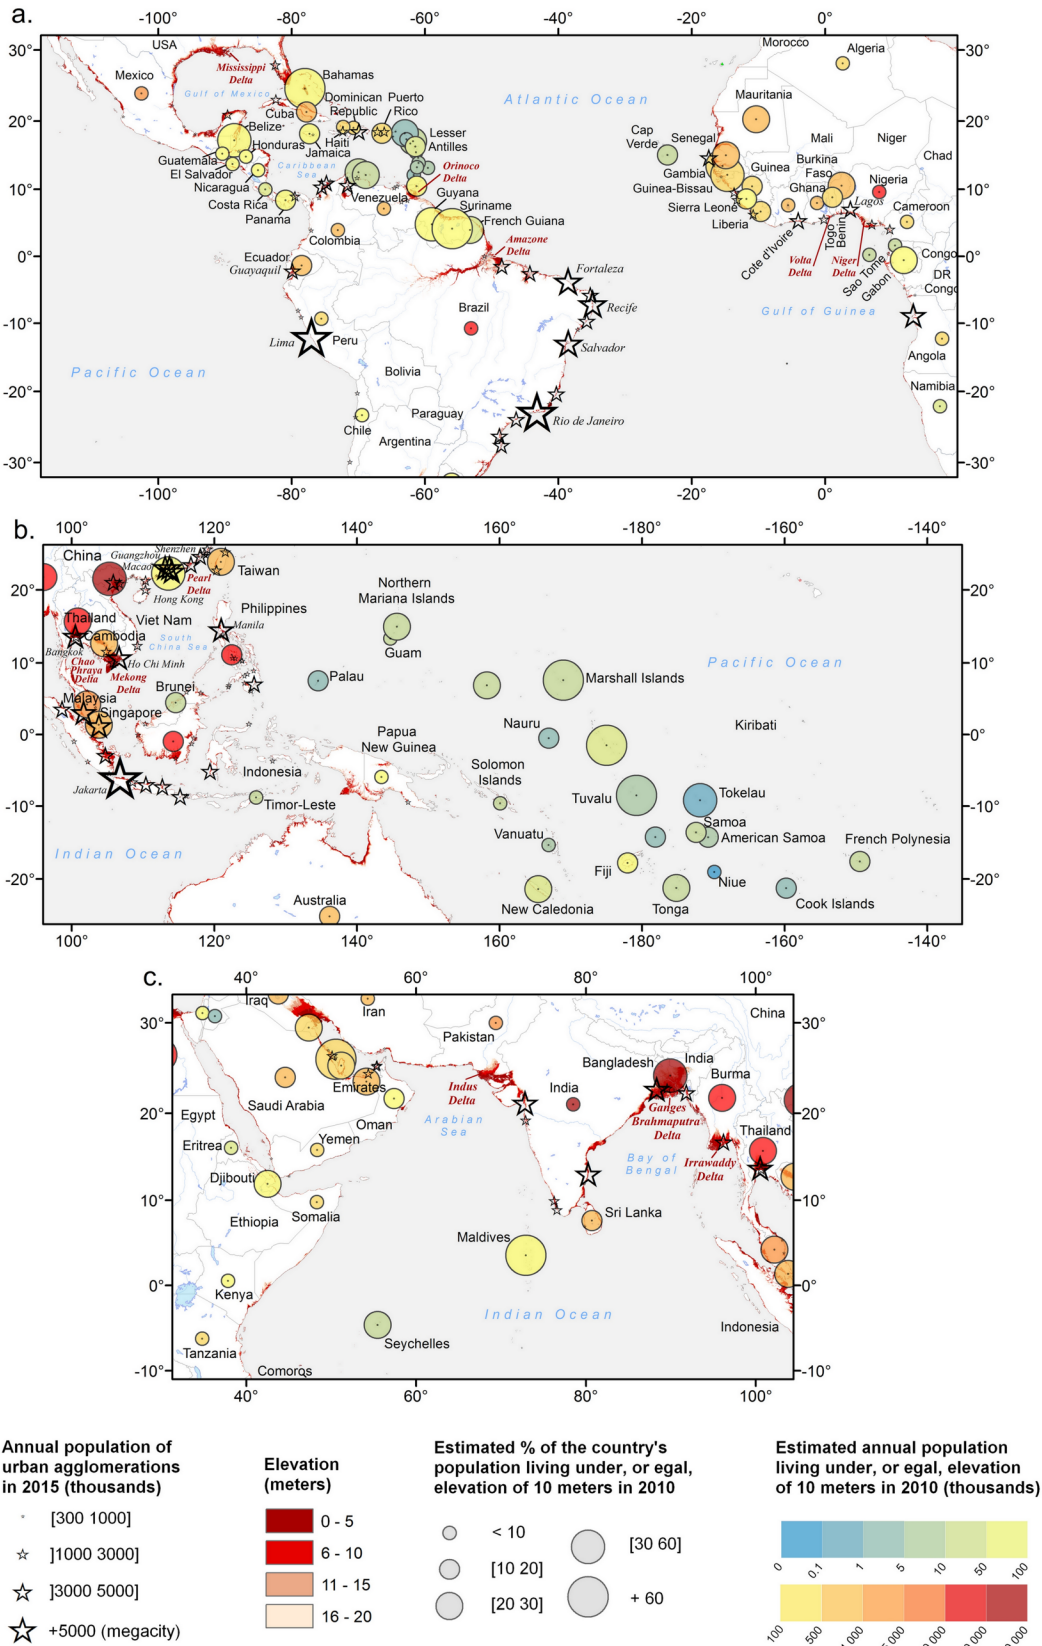 a.
-100° -80° -60° -40° -20° 0°
30° 20° 10° 0° -10° -20° -30°
USA
Mexico
Mississippi
Delta
Gulf of Mexico
Bahamas
Cuba
Dominican
Republic
Puerto
Rico
Belize
Haiti
Jamaica
Lesser
Antilles
Guatemala
Honduras
El Salvador
Caribbean
Sea
Nicaragua
Costa Rica
Panama
Orinoco
Delta
Venezuela
Guyana
Suriname
French Guiana
Colombia
Ecuador
Guayaquil
Amazone
Delta
Fortaleza
Recife
Brazil
Lima
Peru
Salvador
Bolivia
Pacific Ocean
Paraguay
Rio de Janeiro
Chile
Argentina
Atlantic Ocean
Morocco
Algeria
Mauritania
Cap
Verde
Senegal
Mali
Niger
Chad
Gambia
Guinea
Burkina
Faso
Guinea-Bissau
Ghana
Nigeria
Sierra Leone
Liberia
Lagos
Cameroon
Cote d'Ivoire
Togo
Benin
Volta
Delta
Niger
Delta
Sao Tome
Gabon
Congo
DR
Congo
Gulf of Guinea
Angola
Namibia
30° 20° 10° 0° -10° -20° -30°
-100° -80° -60° -40° -20° 0°
b.
100° 120° 140° 160° -180° -160° -140°
20° 10° 0° -10° -20°
China
Shenzhen
Guangzhou
Macao
Taiwan
Pearl
Delta
Hong Kong
Thailand
Viet Nam
Philippines
Cambodia
South
China Sea
Manila
Bangkok
Chao
Phraya
Delta
Ho Chi Minh
Mekong
Delta
Brunei
Malaysia
Singapore
Jakarta
Indonesia
Timor-Leste
Indian Ocean
Australia
Northern
Mariana Islands
Guam
Palau
Marshall Islands
Pacific Ocean
Nauru
Kiribati
Papua
New Guinea
Solomon
Islands
Tuvalu
Tokelau
Samoa
American Samoa
French Polynesia
Vanuatu
Fiji
Niue
New Caledonia
Tonga
Cook Islands
20° 10° 0° -10° -20°
100° 120° 140° 160° -180° -160° -140°
c.
40° 60° 80° 100°
30° 20° 10° 0° -10°
Iraq
Iran
China
Pakistan
Bangladesh
India
Burma
Emirates
Indus
Delta
India
Saudi Arabia
Ganges
Brahmaputra
Delta
Egypt
Oman
Arabian
Sea
Thailand
Eritrea
Yemen
Bay of
Bengal
Irrawaddy
Delta
Djibouti
Somalia
Ethiopia
Sri Lanka
Maldives
Kenya
Indian Ocean
Indonesia
Seychelles
Tanzania
Comoros
30° 20° 10° 0° -10°
40° 60° 80° 100°
Annual population of
urban agglomerations
in 2015 (thousands)
[300 1000]
]1000 3000]
]3000 5000]
+5000 (megacity)
Elevation
(meters)
0 - 5
6 - 10
11 - 15
16 - 20
Estimated % of the country's
population living under, or egal,
elevation of 10 meters in 2010
< 10
[10 20]
[20 30]
[30 60]
+ 60
Estimated annual population
living under, or egal, elevation
of 10 meters in 2010 (thousands)
0 0.1 1 5 10 50 100
100 500